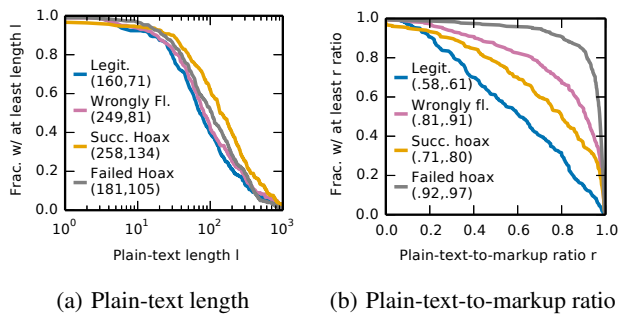 Frac. w/ at least length l
1.0
0.8
0.6
0.4
0.2
0.0
Legit.
(160,71)
Wrongly Fl.
(249,81)
Succ. Hoax
(258,134)
Failed Hoax
(181,105)
10^0
10^1
10^2
10^3
Plain-text length l
(a) Plain-text length
Frac. w/ at least r ratio
1.0
0.8
0.6
0.4
0.2
0.0
Legit.
(.58,.61)
Wrongly fl.
(.81,.91)
Succ. hoax
(.71,.80)
Failed hoax
(.92,.97)
0.0 0.2 0.4 0.6 0.8 1.0
Plain-text-to-markup ratio r
(b) Plain-text-to-markup ratio